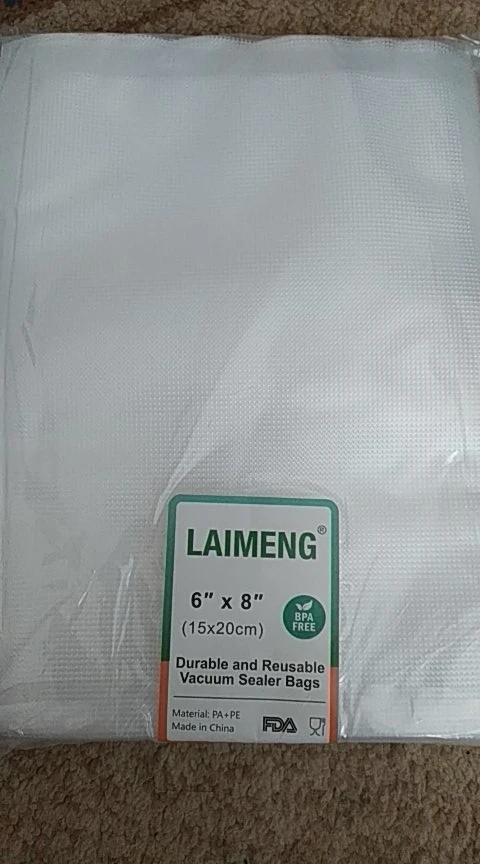 LAIMENG®
6" x 8"
(15x20cm)
BPA
FREE
Durable and Reusable
Vacuum Sealer Bags
Material: PA+PE
Made in China
FDA